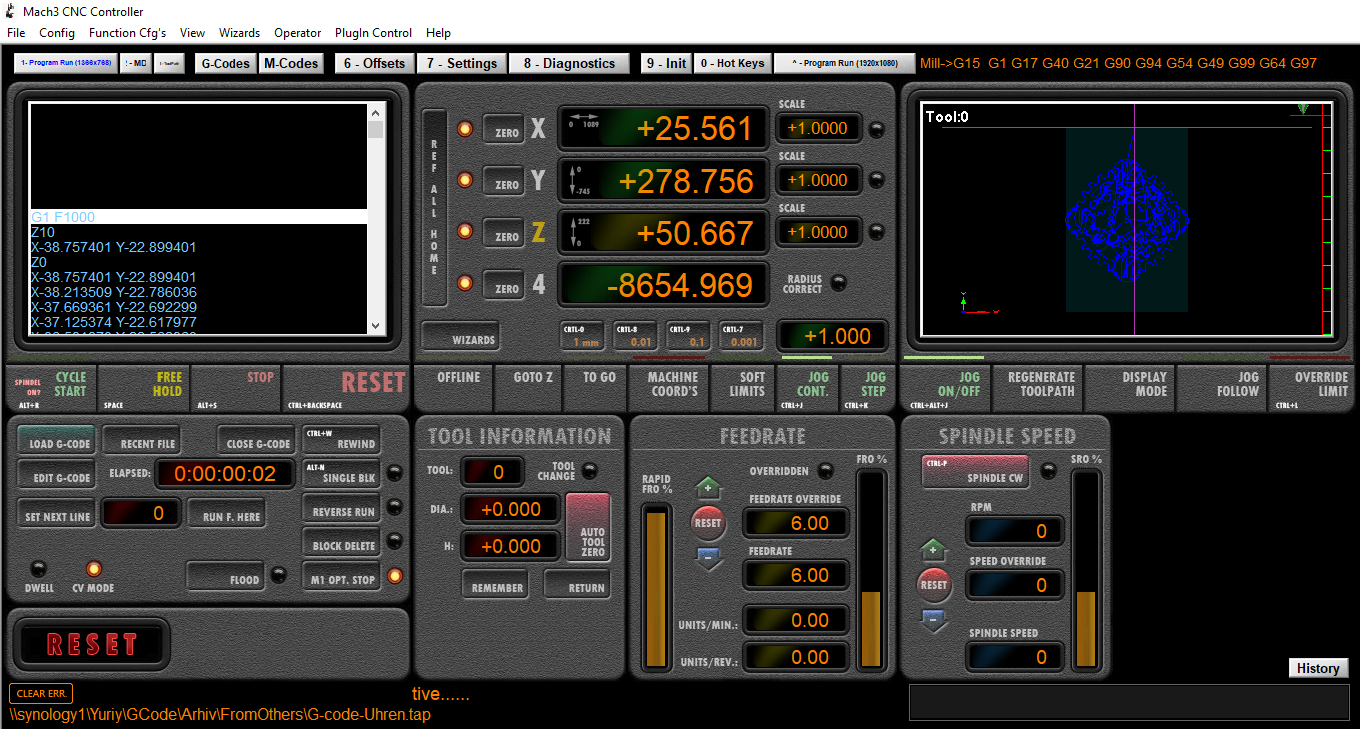 Mach3 CNC Controller
File Config Function Cfg's View Wizards Operator PlugIn Control Help
1- Program Run (1366x768) G-Codes M-Codes 6 - Offsets 7 - Settings 8 - Diagnostics 9 - Init 0 - Hot Keys ^ - Program Run (1920x1080) Mill->G15 G1 G17 G40 G21 G90 G94 G54 G49 G99 G64 G97
G1 F1000
Z10
X-38.757401 Y-22.899401
Z0
X-38.757401 Y-22.899401
X-38.213509 Y-22.786036
X-37.669361 Y-22.692299
X-37.125374 Y-22.617977
REF ALL HOME
SCALE
ZERO X 0 1089 +25.561 +1.0000
SCALE
ZERO Y 0 -745 +278.756 +1.0000
SCALE
ZERO Z 222 0 +50.667 +1.0000
ZERO 4 -8654.969 RADIUS CORRECT
WIZARDS CRTL-0 1 mm CRTL-8 0.01 CRTL-9 0.1 CRTL-7 0.001 +1.000
Tool:0
SPINDEL ON? CYCLE START ALT+R
FREE HOLD SPACE
STOP ALT+S
RESET CTRL+BACKSPACE
OFFLINE
GOTO Z
TO GO
MACHINE COORD'S
SOFT LIMITS
JOG CONT. CTRL+J
JOG STEP CTRL+K
JOG ON/OFF CTRL+ALT+J
REGENERATE TOOLPATH
DISPLAY MODE
JOG FOLLOW
OVERRIDE LIMIT CTRL+L
LOAD G-CODE RECENT FILE CLOSE G-CODE CTRL+W REWIND
EDIT G-CODE ELAPSED: 0:00:00:02 ALT-N SINGLE BLK
SET NEXT LINE 0 RUN F. HERE REVERSE RUN
BLOCK DELETE
DWELL CV MODE FLOOD M1 OPT. STOP
RESET
TOOL INFORMATION
TOOL: 0 TOOL CHANGE
DIA.: +0.000
H: +0.000
AUTO TOOL ZERO
REMEMBER RETURN
FEEDRATE
RAPID FRO %
OVERRIDDEN
FRO %
FEEDRATE OVERRIDE
RESET 6.00
FEEDRATE
6.00
UNITS/MIN.: 0.00
UNITS/REV.: 0.00
SPINDLE SPEED
CTRL-P SPINDLE CW
SRO %
RPM
0
SPEED OVERRIDE
RESET 0
SPINDLE SPEED
0
History
CLEAR ERR. tive......
\\synology1\Yuriy\GCode\Arhiv\FromOthers\G-code-Uhren.tap